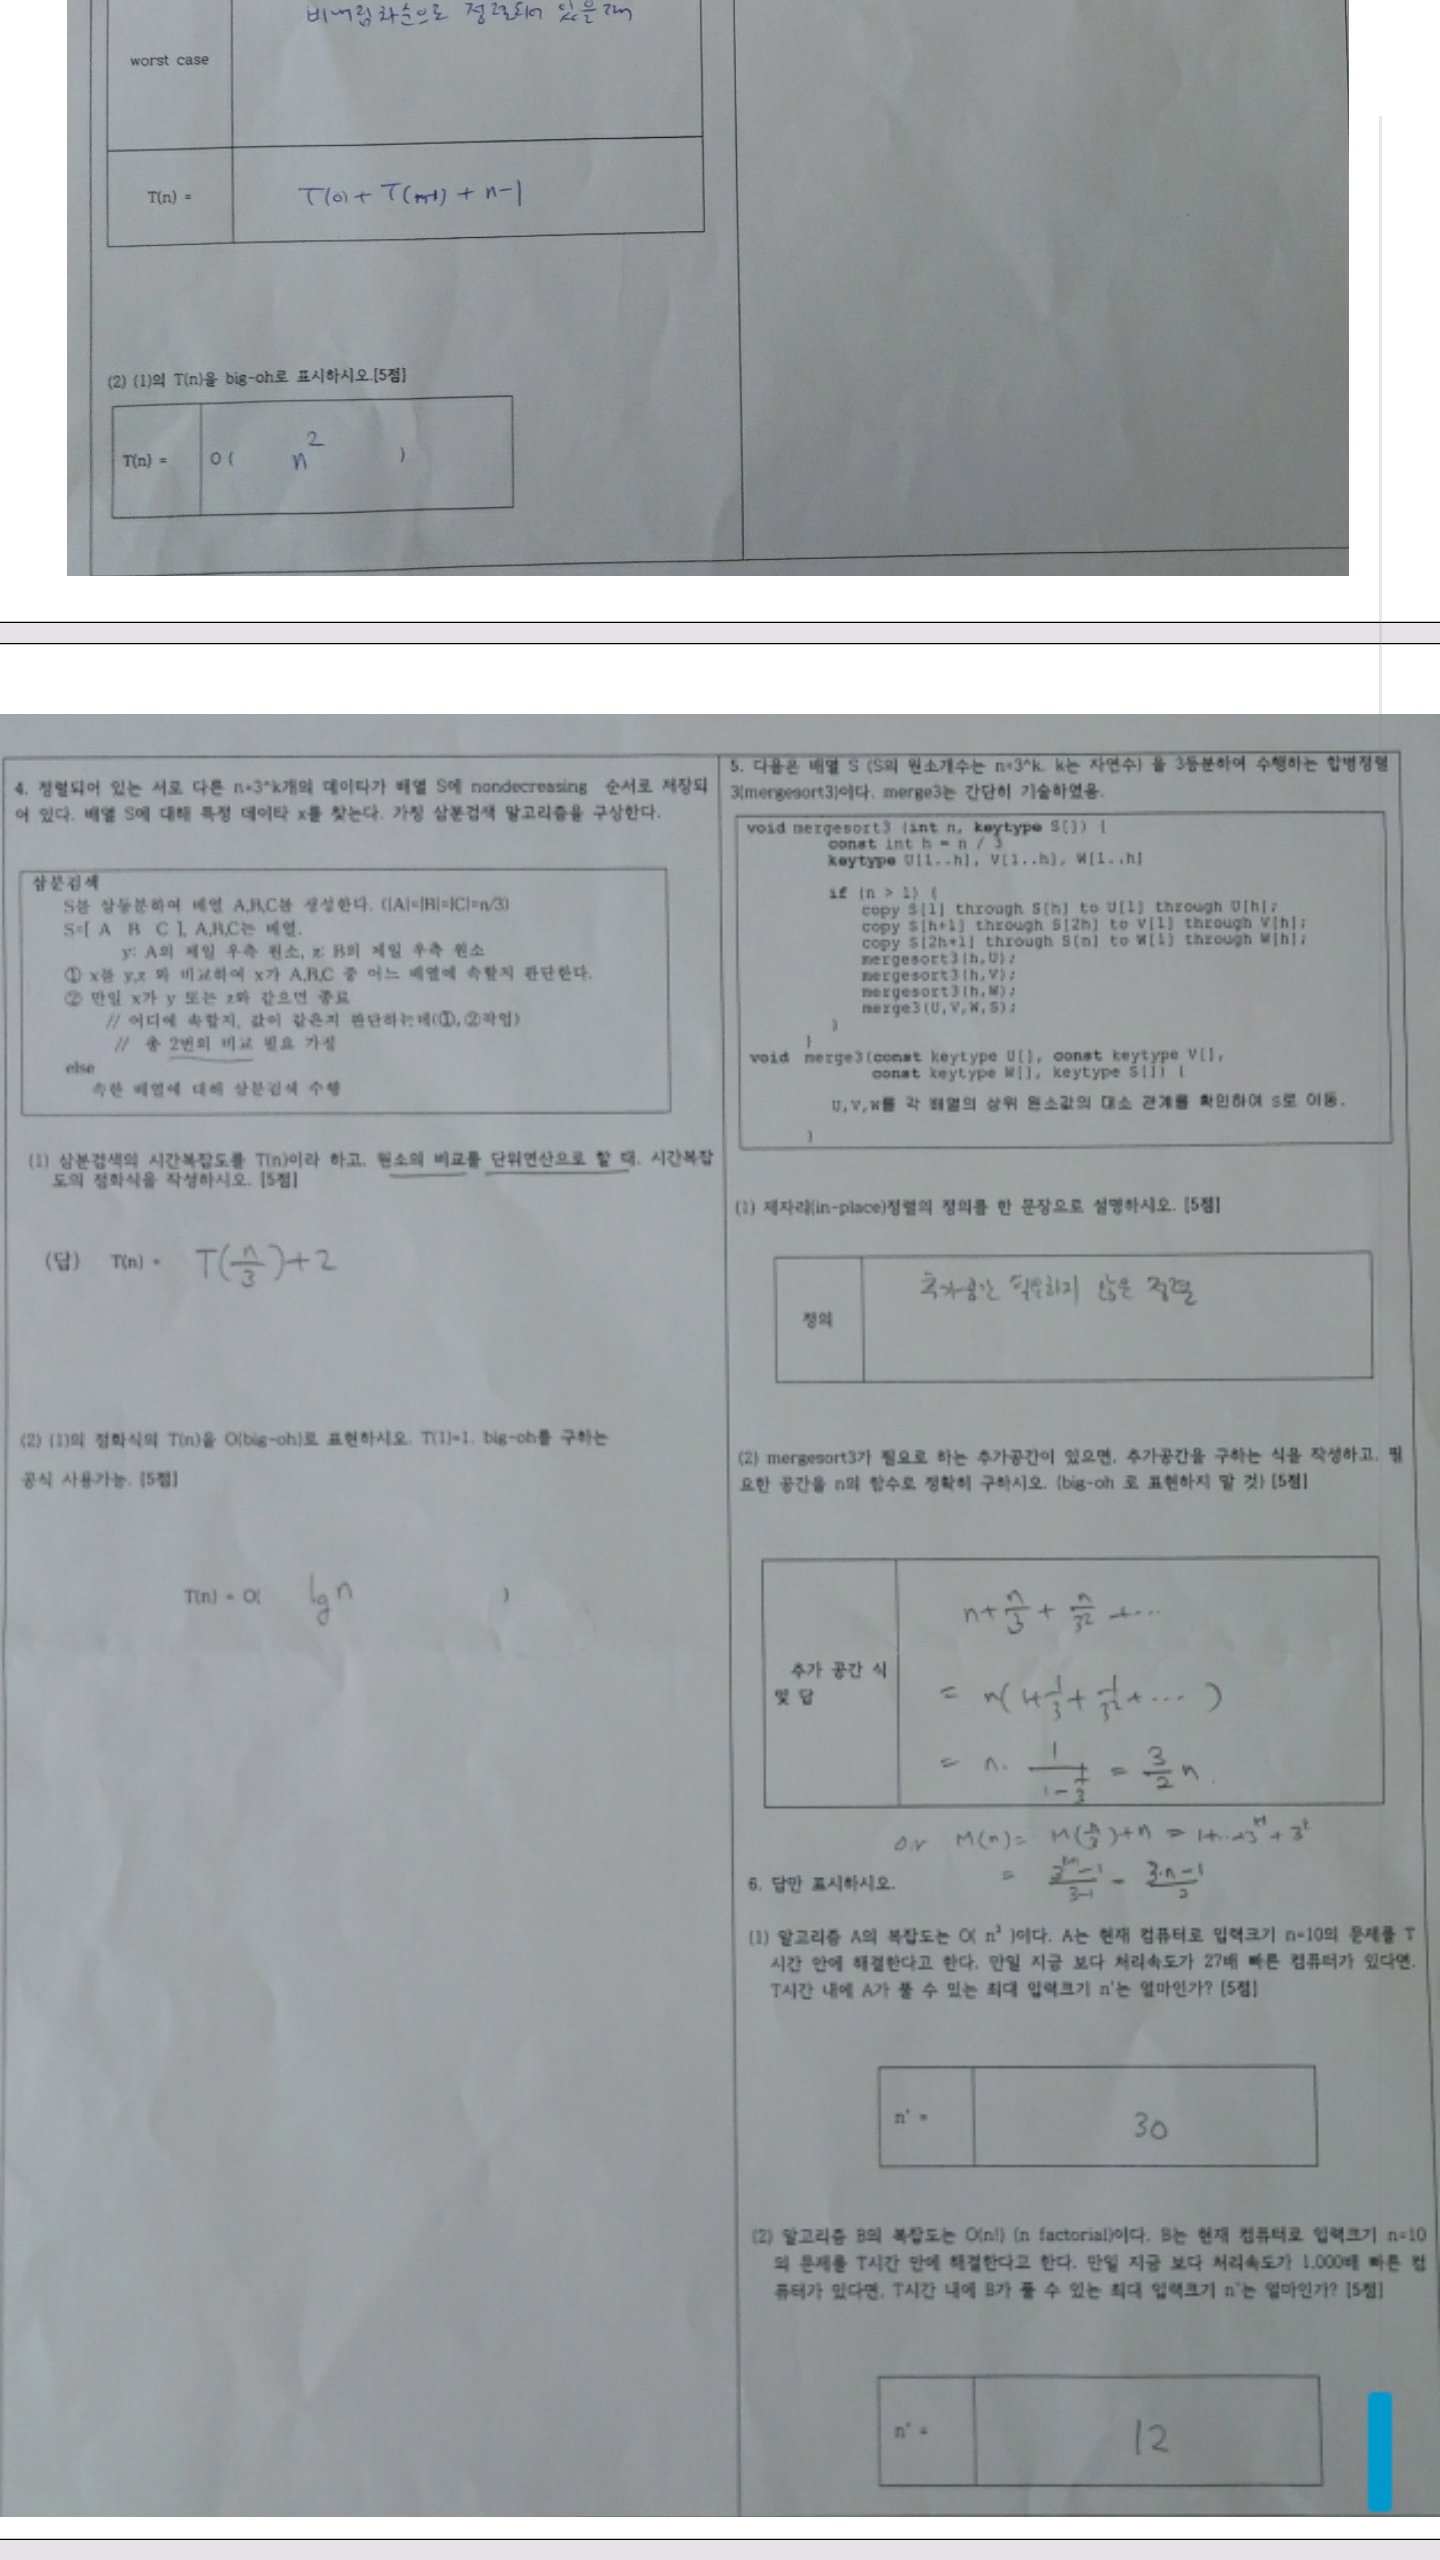 비내림차순으로 정렬되어 있을 때
worst case
T(n) =
T(0) + T(n-1) + n-1
(2) (1)의 T(n)을 big-oh로 표시하시오.[5점]
T(n) = O( n² )
4. 정렬되어 있는 서로 다른 n=3^k개의 데이타가 배열 S에 nondecreasing 순서로 저장되
어 있다. 배열 S에 대해 특정 데이타 x를 찾는다. 가칭 삼분검색 알고리즘을 구상한다.
삼분검색
S를 삼등분하여 배열 A,B,C를 생성한다. (|A|=|B|=|C|=n/3)
S=[ A B C ], A,B,C는 배열.
y: A의 제일 우측 원소, z: B의 제일 우측 원소
① x를 y,z 와 비교하여 x가 A,B,C 중 어느 배열에 속할지 판단한다.
② 만일 x가 y 또는 z와 같으면 종료
// 어디에 속할지, 값이 같은지 판단하는데(①,②작업)
// 총 2번의 비교 필요 가정
else
속한 배열에 대해 삼분검색 수행
(1) 삼분검색의 시간복잡도를 T(n)이라 하고, 원소의 비교를 단위연산으로 할 때, 시간복잡
도의 점화식을 작성하시오. [5점]
(답) T(n) = T(n/3)+2
(2) (1)의 점화식의 T(n)을 O(big-oh)로 표현하시오. T(1)=1. big-oh를 구하는
공식 사용가능. [5점]
T(n) = O( lg n )
5. 다음은 배열 S (S의 원소개수는 n=3^k. k는 자연수) 을 3등분하여 수행하는 합병정렬
3(mergesort3)이다. merge3는 간단히 기술하였음.
void mergesort3 (int n, keytype S[]) {
const int h = n / 3
keytype U[1..h], V[1..h], W[1..h]
if (n > 1) {
copy S[1] through S[h] to U[1] through U[h];
copy S[h+1] through S[2h] to V[1] through V[h];
copy S[2h+1] through S[n] to W[1] through W[h];
mergesort3(h,U);
mergesort3(h,V);
mergesort3(h,W);
merge3(U,V,W,S);
}
}
void merge3(const keytype U[], const keytype V[],
const keytype W[], keytype S[]) {
U,V,W를 각 배열의 상위 원소값의 대소 관계를 확인하여 S로 이동.
}
(1) 제자리(in-place)정렬의 정의를 한 문장으로 설명하시오. [5점]
정의
추가공간 필요하지 않은 정렬
(2) mergesort3가 필요로 하는 추가공간이 있으면, 추가공간을 구하는 식을 작성하고, 필
요한 공간을 n의 함수로 정확히 구하시오. (big-oh 로 표현하지 말 것) [5점]
추가 공간 식
및 답
n + n/3 + n/3² + ...
= n(1+1/3 + 1/3² + ... )
= n · 1/(1-1/3) = 3/2 n.
or M(n) = M(n/3)+n = 1+...+3^(k-1) + 3^k
= (3^(k+1) -1)/(3-1) = (3·n -1)/2
6. 답만 표시하시오.
(1) 알고리즘 A의 복잡도는 O( n³ )이다. A는 현재 컴퓨터로 입력크기 n=10의 문제를 T
시간 안에 해결한다고 한다. 만일 지금 보다 처리속도가 27배 빠른 컴퓨터가 있다면,
T시간 내에 A가 풀 수 있는 최대 입력크기 n'는 얼마인가? [5점]
n' = 30
(2) 알고리즘 B의 복잡도는 O(n!) (n factorial)이다. B는 현재 컴퓨터로 입력크기 n=10
의 문제를 T시간 안에 해결한다고 한다. 만일 지금 보다 처리속도가 1,000배 빠른 컴
퓨터가 있다면, T시간 내에 B가 풀 수 있는 최대 입력크기 n'는 얼마인가? [5점]
n' = 12